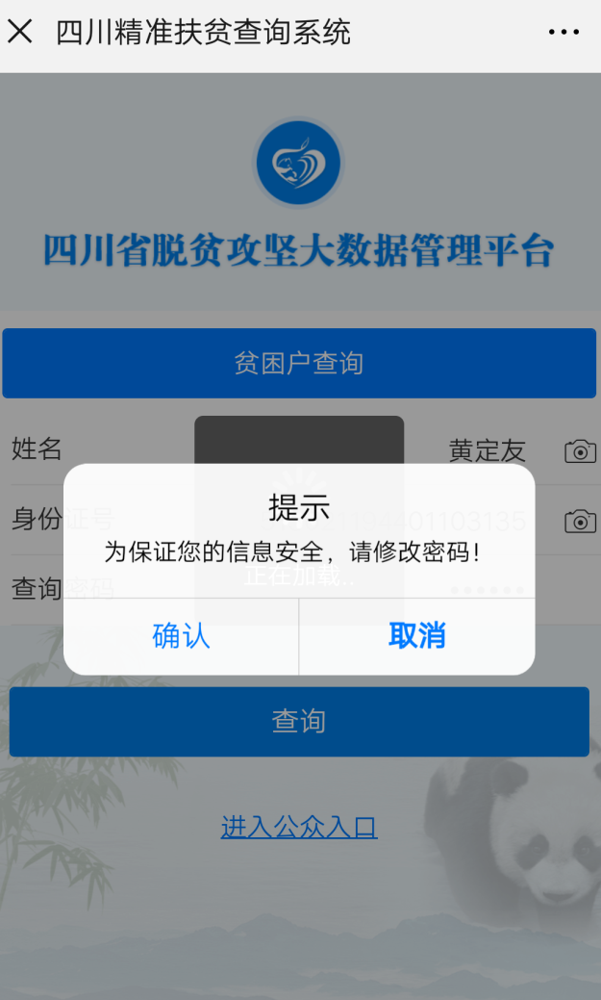 四川精准扶贫查询系统
四川省脱贫攻坚大数据管理平台
贫困户查询
姓名 黄定友
身份证号
提示
为保证您的信息安全，请修改密码！
正在加载..
查询密码 ••••••
确认 取消
查询
进入公众入口